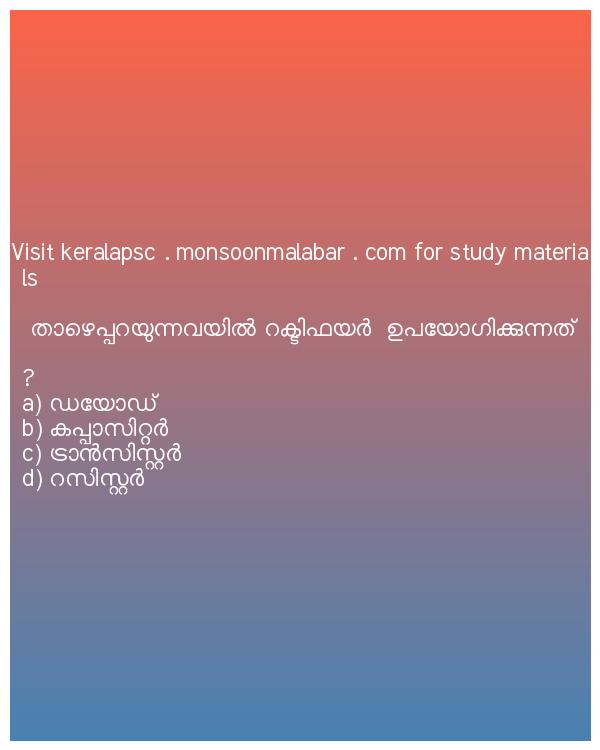 Visit keralapsc . monsoonmalabar . com for study materia
ls
താഴെപ്പറയുന്നവയിൽ റക്ടിഫയർ ഉപയോഗിക്കുന്നത്
?
a) ഡയോഡ്
b) കപ്പാസിറ്റർ
c) ട്രാൻസിസ്റ്റർ
d) റസിസ്റ്റർ